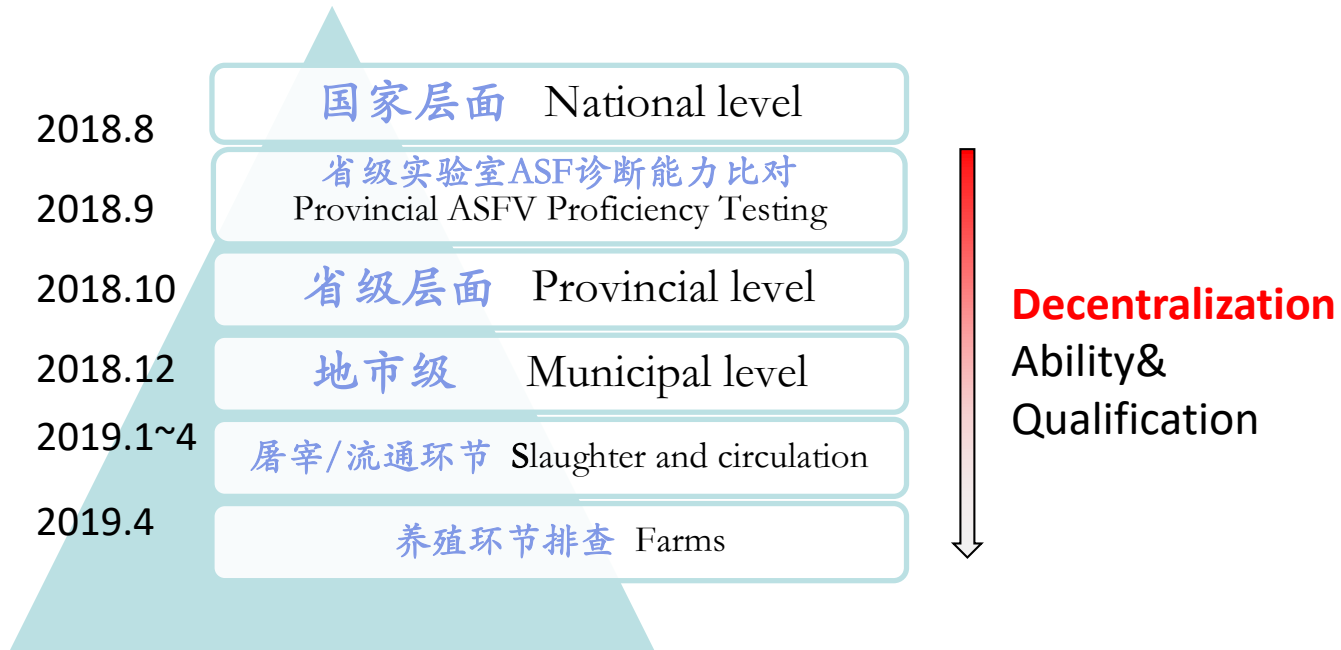 2018.8
国家层面 National level
2018.9
省级实验室ASF诊断能力比对
Provincial ASFV Proficiency Testing
2018.10
省级层面 Provincial level
2018.12
地市级 Municipal level
2019.1~4
屠宰/流通环节 Slaughter and circulation
2019.4
养殖环节排查 Farms
Decentralization
Ability&
Qualification